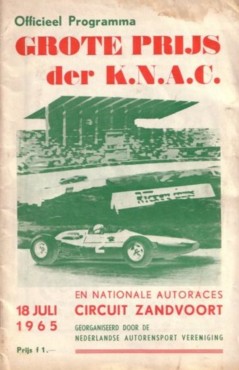 Officieel Programma
GROTE PRIJS
der K.N.A.C.
2
EN NATIONALE AUTORACES
18 JULI CIRCUIT ZANDVOORT
1965 GEORGANISEERD DOOR DE
NEDERLANDSE AUTORENSPORT VERENIGING
Prijs f 1.—